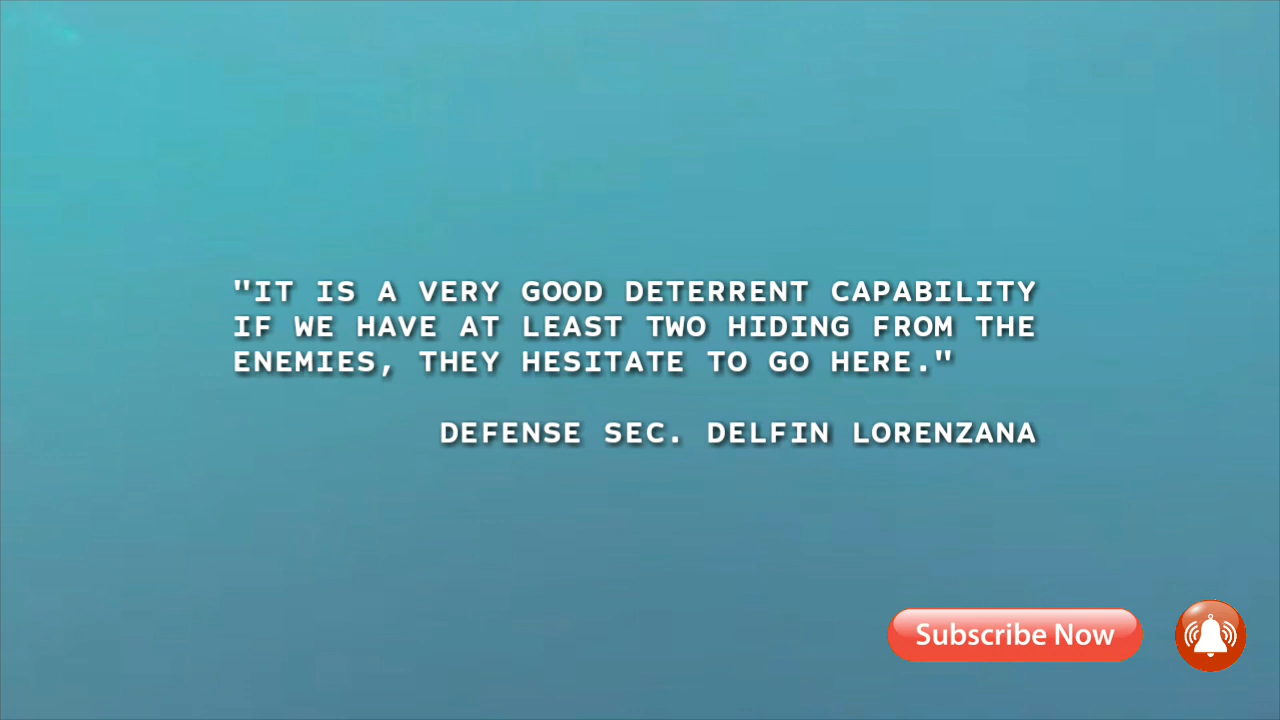 "IT IS A VERY GOOD DETERRENT CAPABILITY
IF WE HAVE AT LEAST TWO HIDING FROM THE
ENEMIES, THEY HESITATE TO GO HERE."
DEFENSE SEC. DELFIN LORENZANA
Subscribe Now